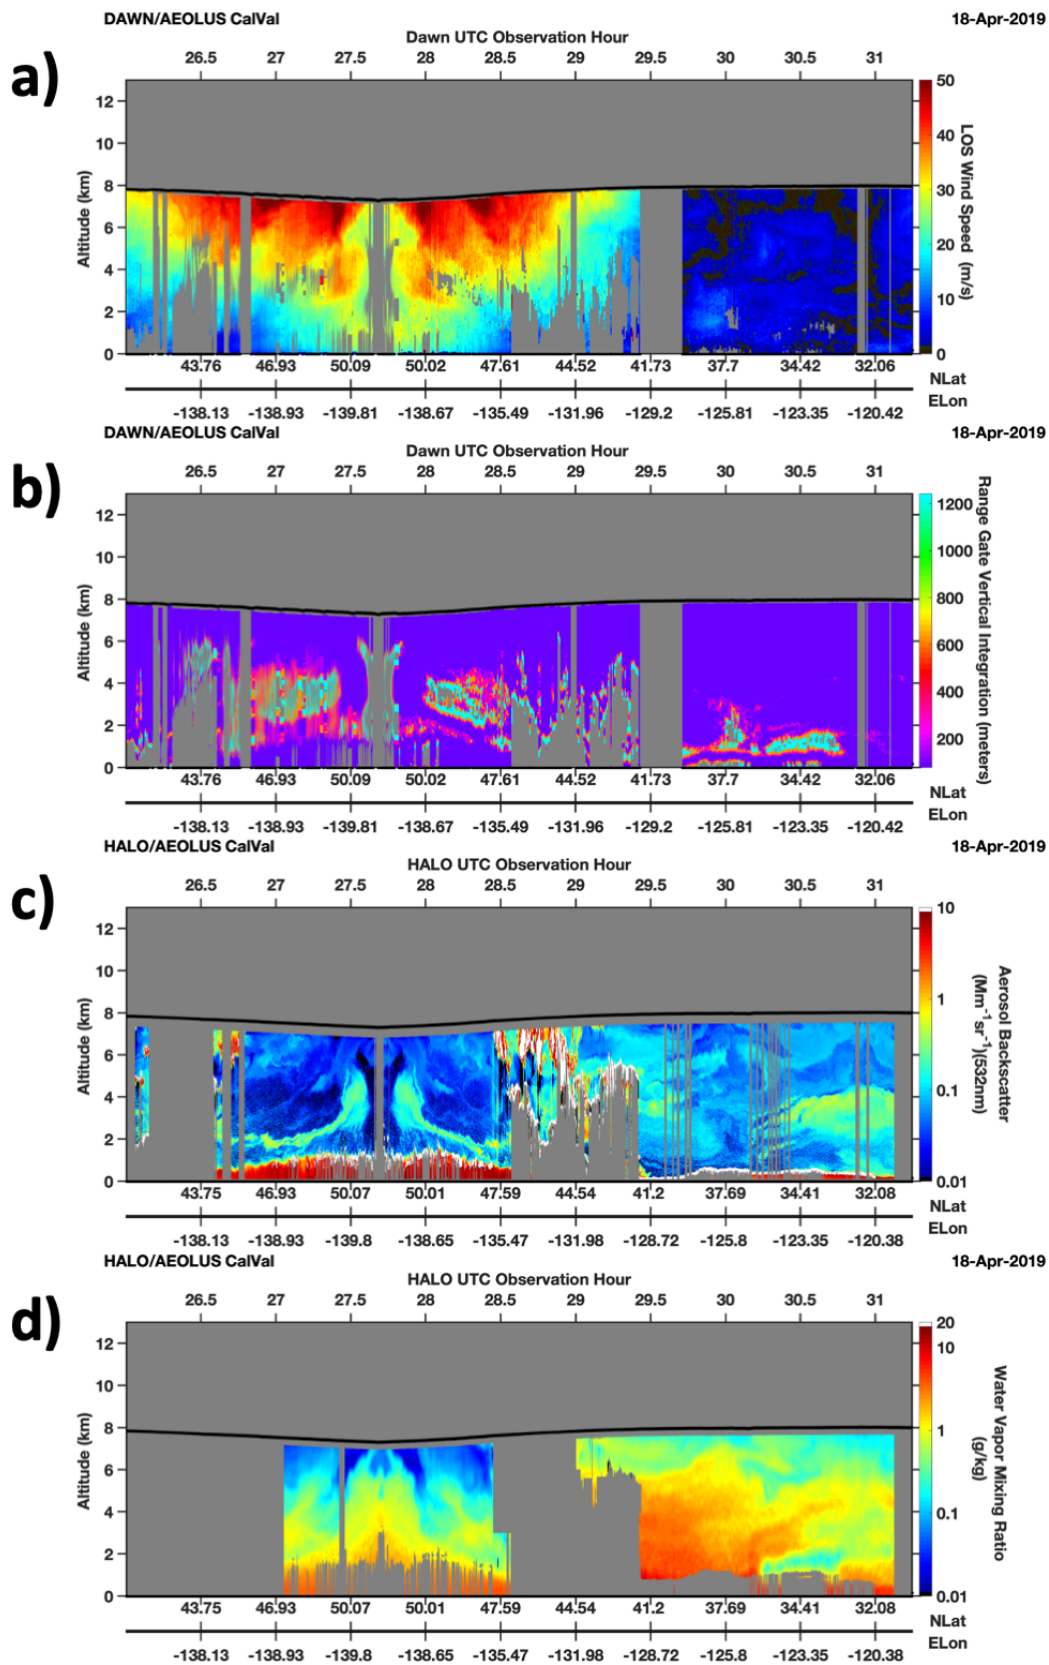 DAWN/AEOLUS CalVal 18-Apr-2019
Dawn UTC Observation Hour
26.5 27 27.5 28 28.5 29 29.5 30 30.5 31
a)
12
10
8
6
4
2
0
Altitude (km)
50
40
30
20
10
0
LOS Wind Speed (m/s)
43.76 46.93 50.09 50.02 47.61 44.52 41.73 37.7 34.42 32.06
NLat
ELon
-138.13 -138.93 -139.81 -138.67 -135.49 -131.96 -129.2 -125.81 -123.35 -120.42
DAWN/AEOLUS CalVal 18-Apr-2019
Dawn UTC Observation Hour
26.5 27 27.5 28 28.5 29 29.5 30 30.5 31
b)
12
10
8
6
4
2
0
Altitude (km)
1200
1000
800
600
400
200
Range Gate Vertical Integration (meters)
43.76 46.93 50.09 50.02 47.61 44.52 41.73 37.7 34.42 32.06
NLat
ELon
-138.13 -138.93 -139.81 -138.67 -135.49 -131.96 -129.2 -125.81 -123.35 -120.42
HALO/AEOLUS CalVal 18-Apr-2019
HALO UTC Observation Hour
26.5 27 27.5 28 28.5 29 29.5 30 30.5 31
c)
12
10
8
6
4
2
0
Altitude (km)
10
1
0.1
0.01
Aerosol Backscatter
(Mm⁻¹sr⁻¹)(532nm)
43.75 46.93 50.07 50.01 47.59 44.54 41.2 37.69 34.41 32.08
NLat
ELon
-138.13 -138.93 -139.8 -138.65 -135.47 -131.98 -128.72 -125.8 -123.35 -120.38
HALO/AEOLUS CalVal 18-Apr-2019
HALO UTC Observation Hour
26.5 27 27.5 28 28.5 29 29.5 30 30.5 31
d)
12
10
8
6
4
2
0
Altitude (km)
20
10
1
0.1
0.01
Water Vapor Mixing Ratio
(g/kg)
43.75 46.93 50.07 50.01 47.59 44.54 41.2 37.69 34.41 32.08
NLat
ELon
-138.13 -138.93 -139.8 -138.65 -135.47 -131.98 -128.72 -125.8 -123.35 -120.38